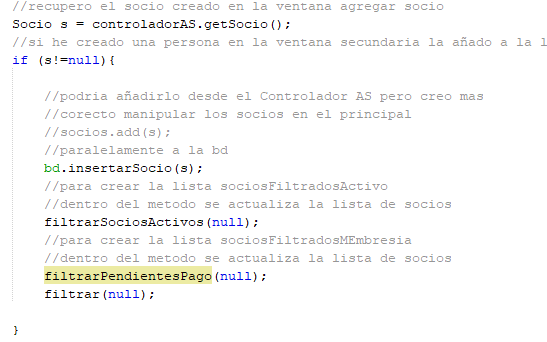 //recupero el socio creado en la ventana agregar socio
Socio s = controladorAS.getSocio();
//si he creado una persona en la ventana secundaria la añado a la l
if (s!=null){
//podria añadirlo desde el Controlador AS pero creo mas
//corecto manipular los socios en el principal
//socios.add(s);
//paralelamente a la bd
bd.insertarSocio(s);
//para crear la lista sociosFiltradosActivo
//dentro del metodo se actualiza la lista de socios
filtrarSociosActivos(null);
//para crear la lista sociosFiltradosMEmbresia
//dentro del metodo se actualiza la lista de socios
filtrarPendientesPago(null);
filtrar(null);
}